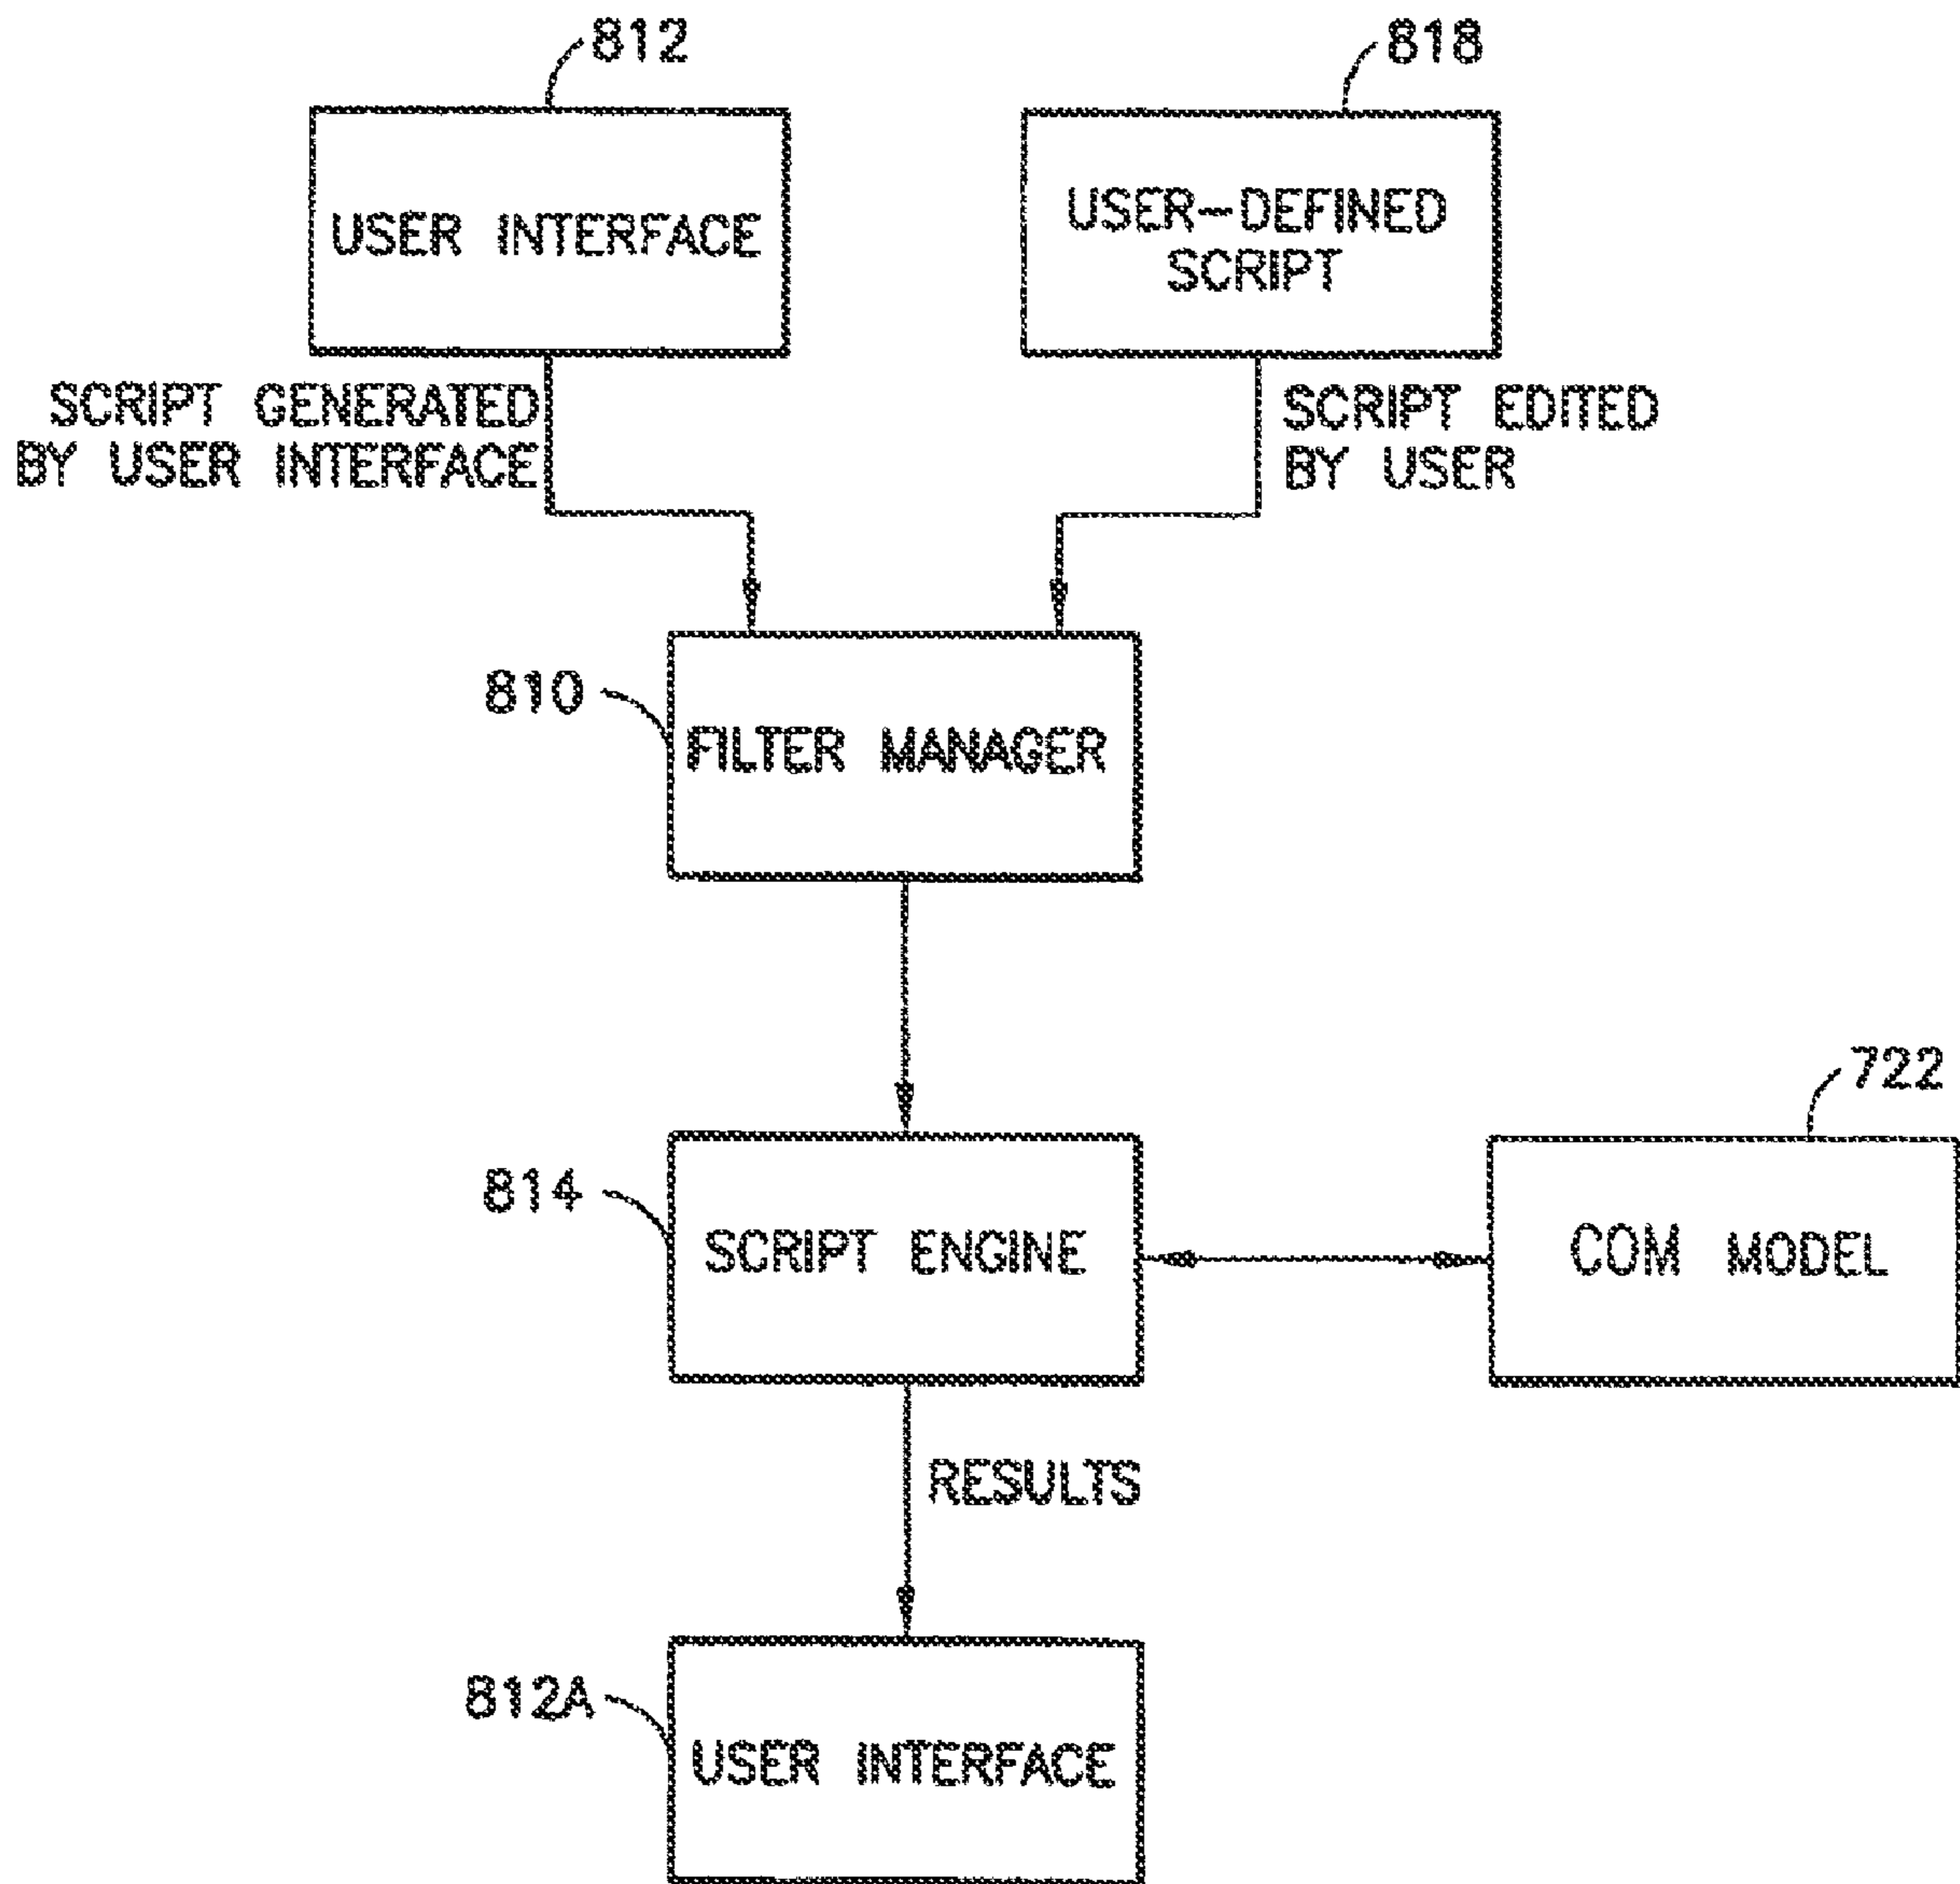 812
818
USER INTERFACE
USER-DEFINED
SCRIPT
SCRIPT GENERATED
BY USER INTERFACE
SCRIPT EDITED
BY USER
810
FILTER MANAGER
722
814
SCRIPT ENGINE
COM MODEL
RESULTS
812A
USER INTERFACE